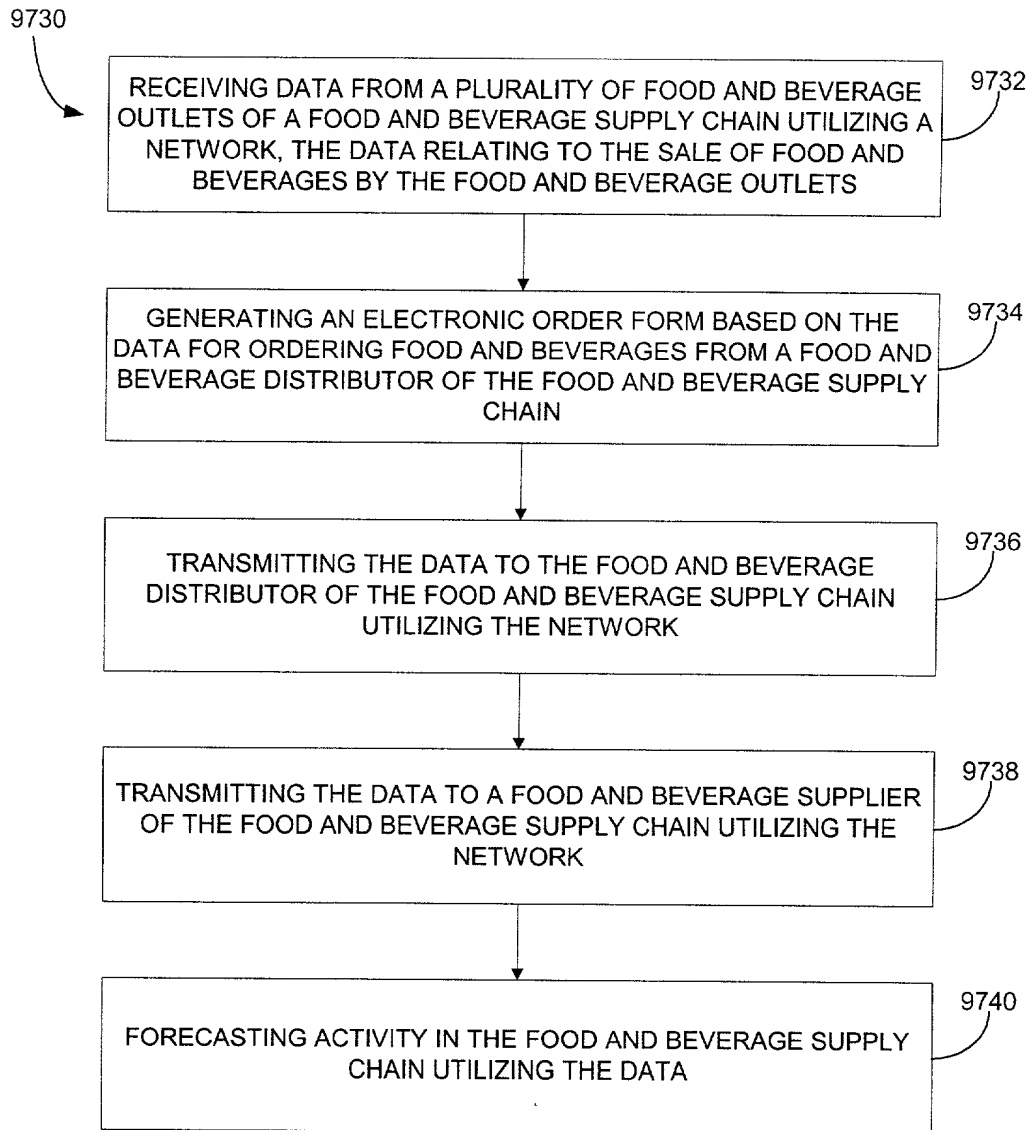 9730
RECEIVING DATA FROM A PLURALITY OF FOOD AND BEVERAGE
OUTLETS OF A FOOD AND BEVERAGE SUPPLY CHAIN UTILIZING A
NETWORK, THE DATA RELATING TO THE SALE OF FOOD AND
BEVERAGES BY THE FOOD AND BEVERAGE OUTLETS
9732
GENERATING AN ELECTRONIC ORDER FORM BASED ON THE
DATA FOR ORDERING FOOD AND BEVERAGES FROM A FOOD AND
BEVERAGE DISTRIBUTOR OF THE FOOD AND BEVERAGE SUPPLY
CHAIN
9734
TRANSMITTING THE DATA TO THE FOOD AND BEVERAGE
DISTRIBUTOR OF THE FOOD AND BEVERAGE SUPPLY CHAIN
UTILIZING THE NETWORK
9736
TRANSMITTING THE DATA TO A FOOD AND BEVERAGE SUPPLIER
OF THE FOOD AND BEVERAGE SUPPLY CHAIN UTILIZING THE
NETWORK
9738
FORECASTING ACTIVITY IN THE FOOD AND BEVERAGE SUPPLY
CHAIN UTILIZING THE DATA
9740